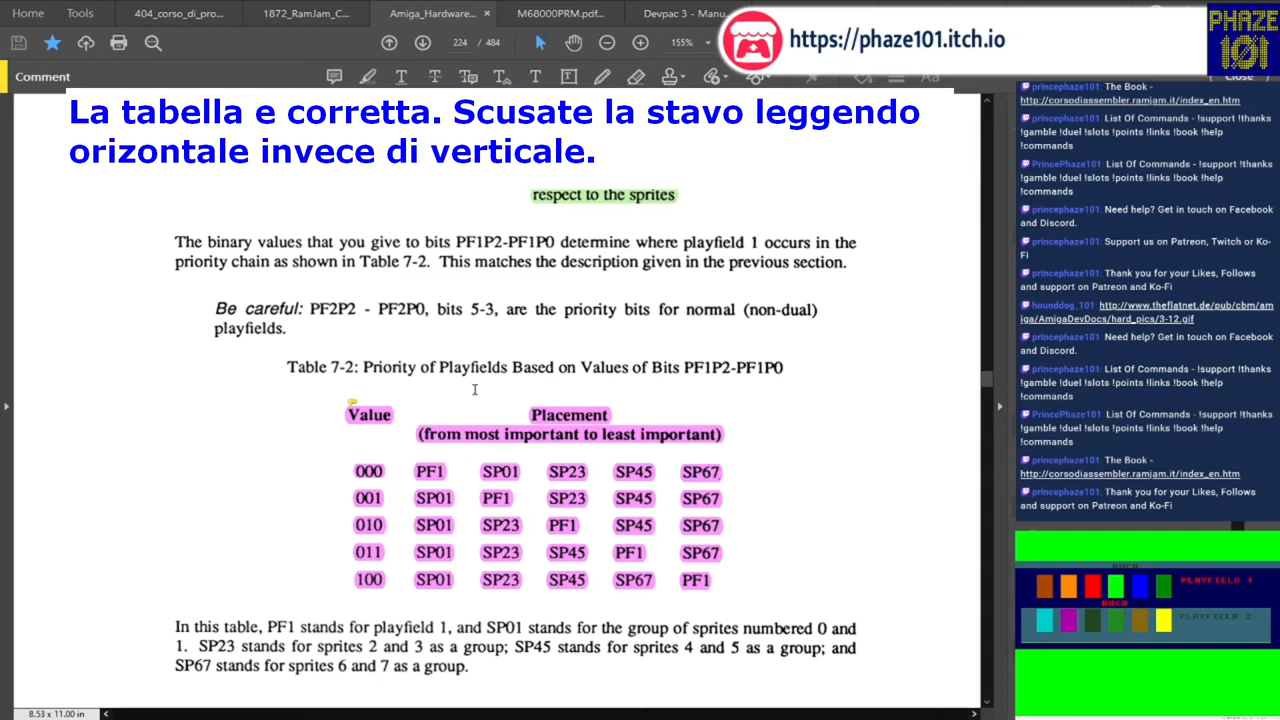 Home Tools 404_corso_di_pro... 1872_RamJam_C... Amiga_Hardware... × M68000PRM.pdf... Devpac 3 - Manu...
https://phaze101.itch.io
PHAZE
101
224 / 484 155%
Comment
Close
La tabella e corretta. Scusate la stavo leggendo
orizontale invece di verticale.
respect to the sprites
The binary values that you give to bits PF1P2-PF1P0 determine where playfield 1 occurs in the
priority chain as shown in Table 7-2. This matches the description given in the previous section.
Be careful: PF2P2 - PF2P0, bits 5-3, are the priority bits for normal (non-dual)
playfields.
Table 7-2: Priority of Playfields Based on Values of Bits PF1P2-PF1P0
Value Placement
(from most important to least important)
000 PF1 SP01 SP23 SP45 SP67
001 SP01 PF1 SP23 SP45 SP67
010 SP01 SP23 PF1 SP45 SP67
011 SP01 SP23 SP45 PF1 SP67
100 SP01 SP23 SP45 SP67 PF1
In this table, PF1 stands for playfield 1, and SP01 stands for the group of sprites numbered 0 and
1. SP23 stands for sprites 2 and 3 as a group; SP45 stands for sprites 4 and 5 as a group; and
SP67 stands for sprites 6 and 7 as a group.
8.53 x 11.00 in
princephaze101: The Book -
http://corsodiassembler.ramjam.it/index_en.htm
princephaze101: List Of Commands - !support !thanks
!gamble !duel !slots !points !links !book !help
!commands
PrincePhaze101: List Of Commands - !support !thanks
!gamble !duel !slots !points !links !book !help
!commands
princephaze101: Need help? Get in touch on Facebook
and Discord.
princephaze101: Support us on Patreon, Twitch or Ko-
Fi
princephaze101: Thank you for your Likes, Follows
and support on Patreon and Ko-Fi
hounddog_101: http://www.theflatnet.de/pub/cbm/am
iga/AmigaDevDocs/hard_pics/3-12.gif
princephaze101: Need help? Get in touch on Facebook
and Discord.
princephaze101: List Of Commands - !support !thanks
!gamble !duel !slots !points !links !book !help
!commands
PrincePhaze101: List Of Commands - !support !thanks
!gamble !duel !slots !points !links !book !help
!commands
princephaze101: The Book -
http://corsodiassembler.ramjam.it/index_en.htm
princephaze101: Thank you for your Likes, Follows
and support on Patreon and Ko-Fi
PLAYFIELD 1
PLAYFIELD 2